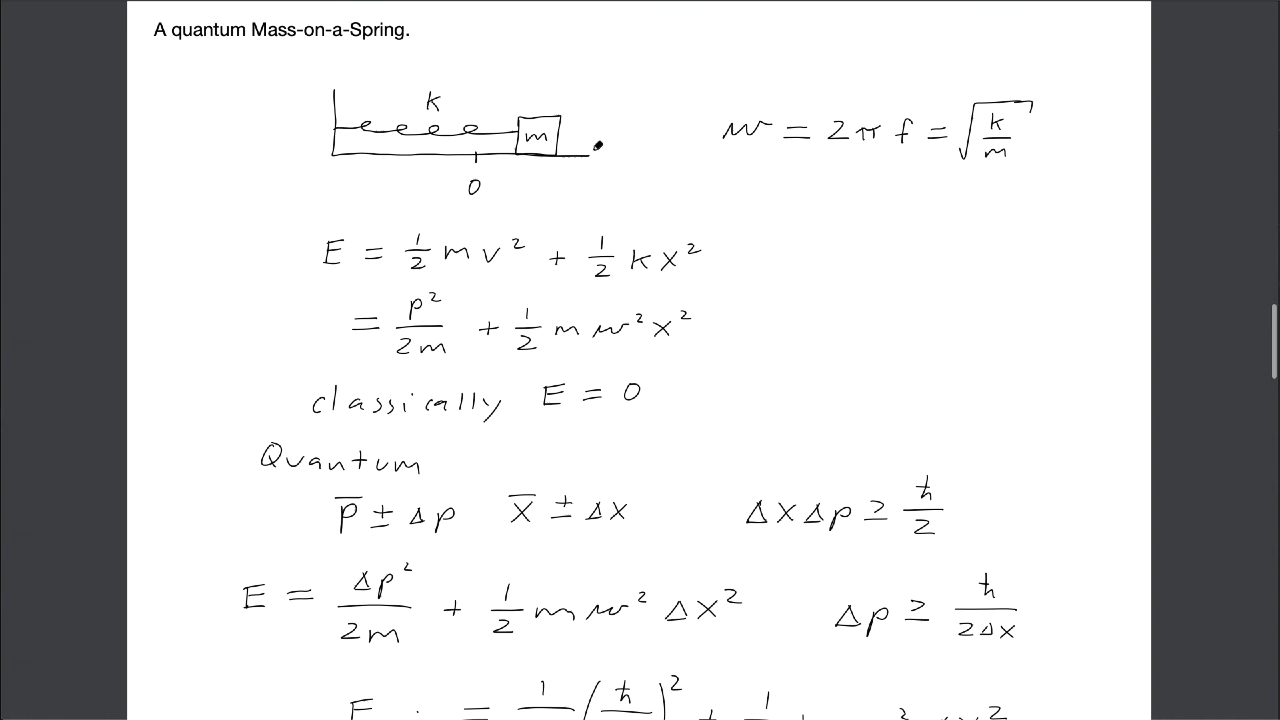 A quantum Mass-on-a-Spring.
k
m
0
ω = 2π f = √(k/m)
E = 1/2 m v² + 1/2 k x²
= p²/2m + 1/2 m ω² x²
classically E = 0
Quantum
p̅ ± Δp x̅ ± Δx Δx Δp ≥ ħ/2
E = Δp²/2m + 1/2 m ω² Δx² Δp ≥ ħ/2Δx